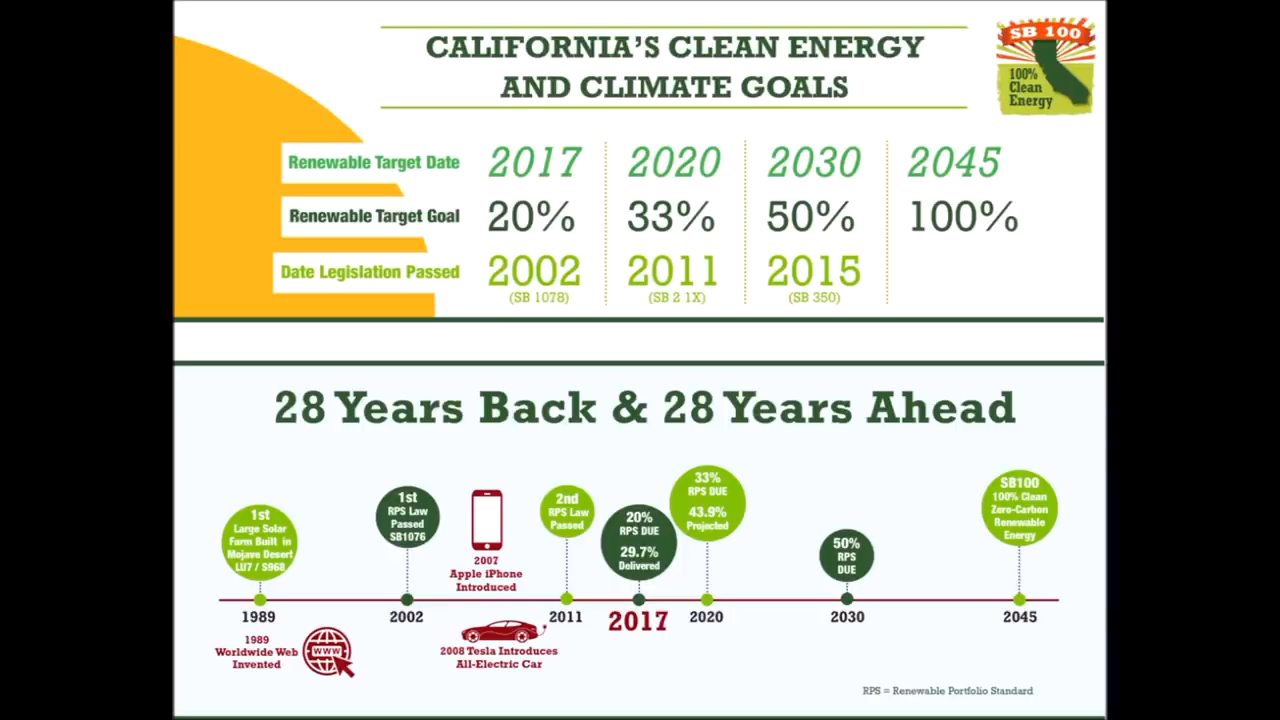 CALIFORNIA'S CLEAN ENERGY
AND CLIMATE GOALS
SB 100
100%
Clean
Energy
Renewable Target Date 2017 2020 2030 2045
Renewable Target Goal 20% 33% 50% 100%
Date Legislation Passed 2002 2011 2015
(SB 1078) (SB 2 1X) (SB 350)
28 Years Back & 28 Years Ahead
1st
Large Solar
Farm Built in
Mojave Desert
LU7 / S968
1st
RPS Law
Passed
SB1076
2007
Apple iPhone
Introduced
2nd
RPS Law
Passed
20%
RPS DUE
29.7%
Delivered
33%
RPS DUE
43.9%
Projected
50%
RPS
DUE
SB100
100% Clean
Zero-Carbon
Renewable
Energy
1989 2002 2011 2017 2020 2030 2045
1989
Worldwide Web
Invented
WWW
2008 Tesla Introduces
All-Electric Car
RPS = Renewable Portfolio Standard